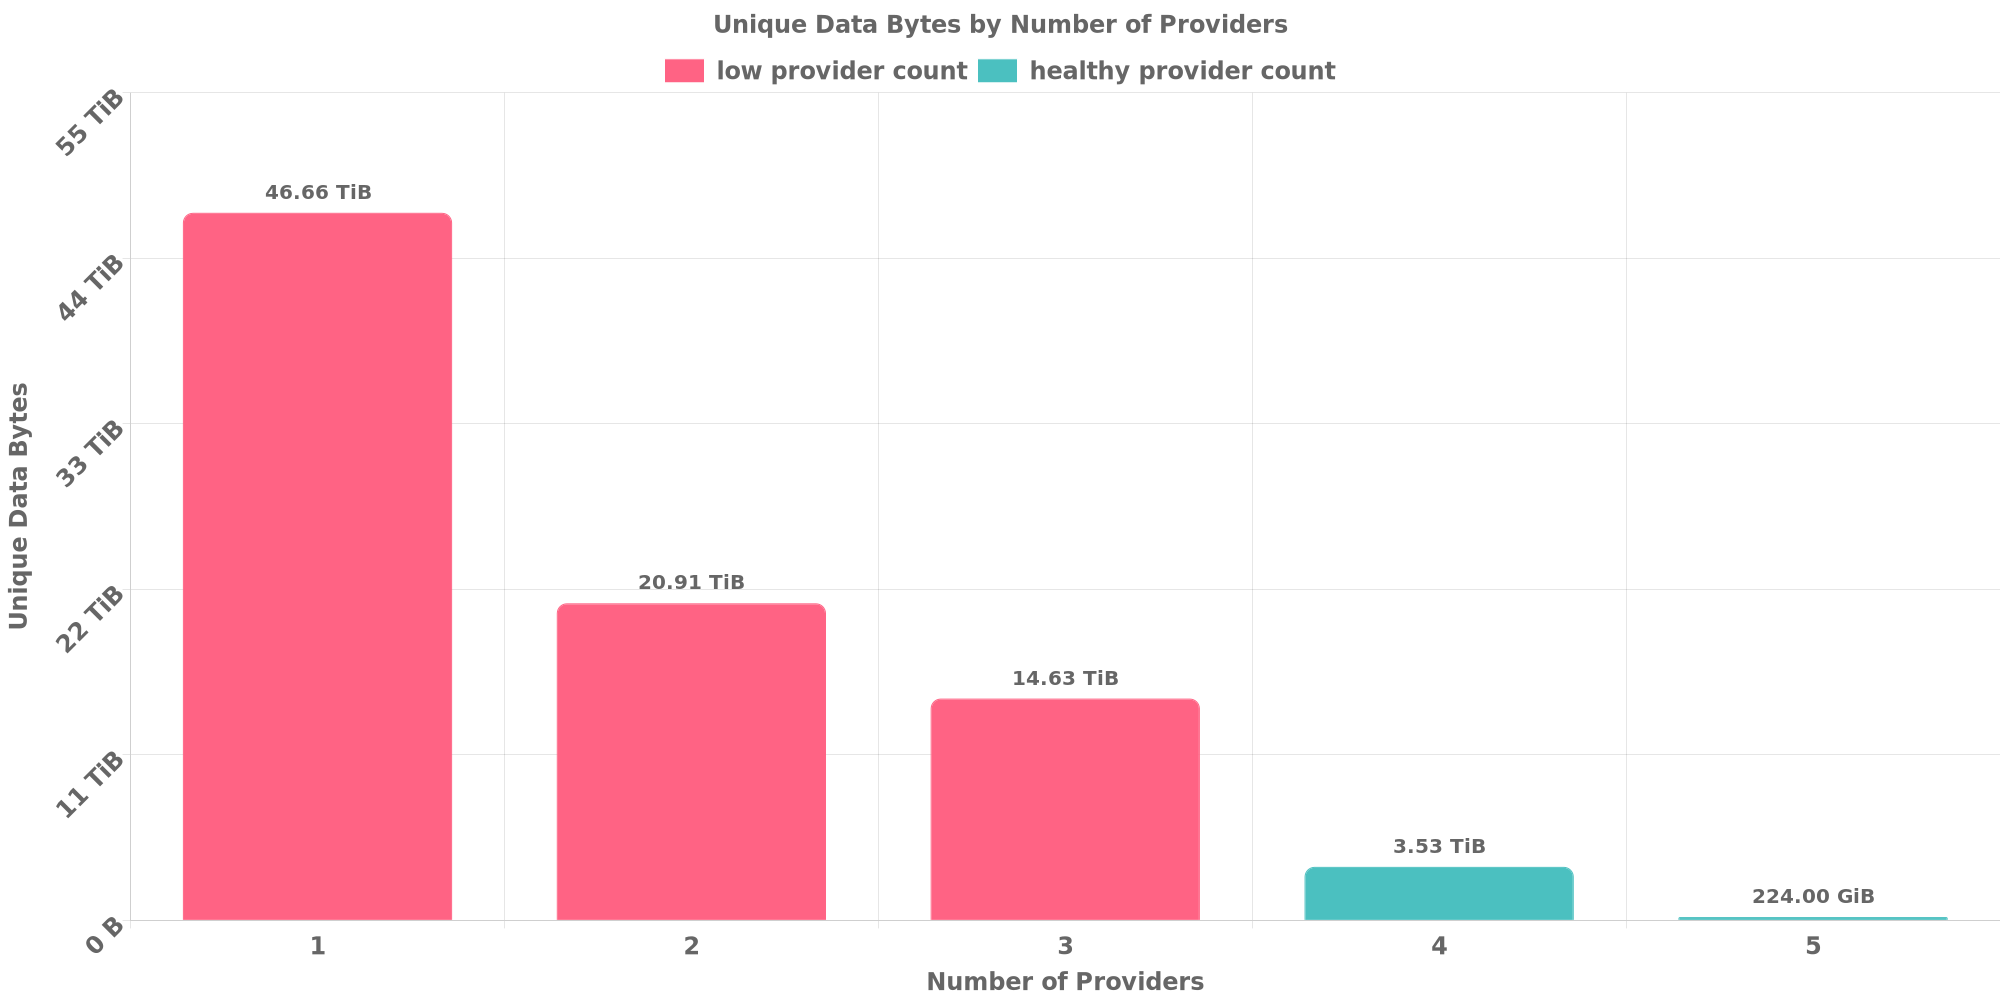 Unique Data Bytes by Number of Providers
low provider count
healthy provider count
Unique Data Bytes
55 TiB
44 TiB
33 TiB
22 TiB
11 TiB
0 B
46.66 TiB
20.91 TiB
14.63 TiB
3.53 TiB
224.00 GiB
1
2
3
4
5
Number of Providers